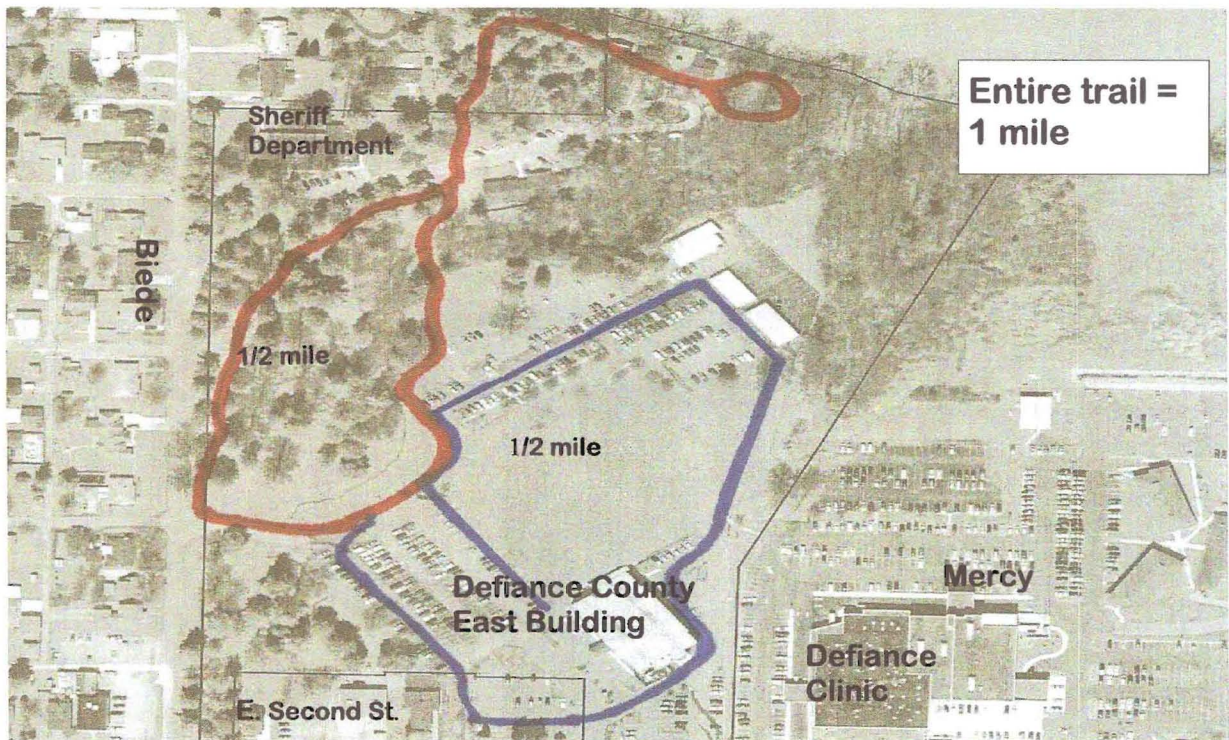 Entire trail =
1 mile
Sheriff
Department
Biede
1/2 mile
1/2 mile
Defiance County
East Building
Mercy
Defiance
Clinic
E. Second St.